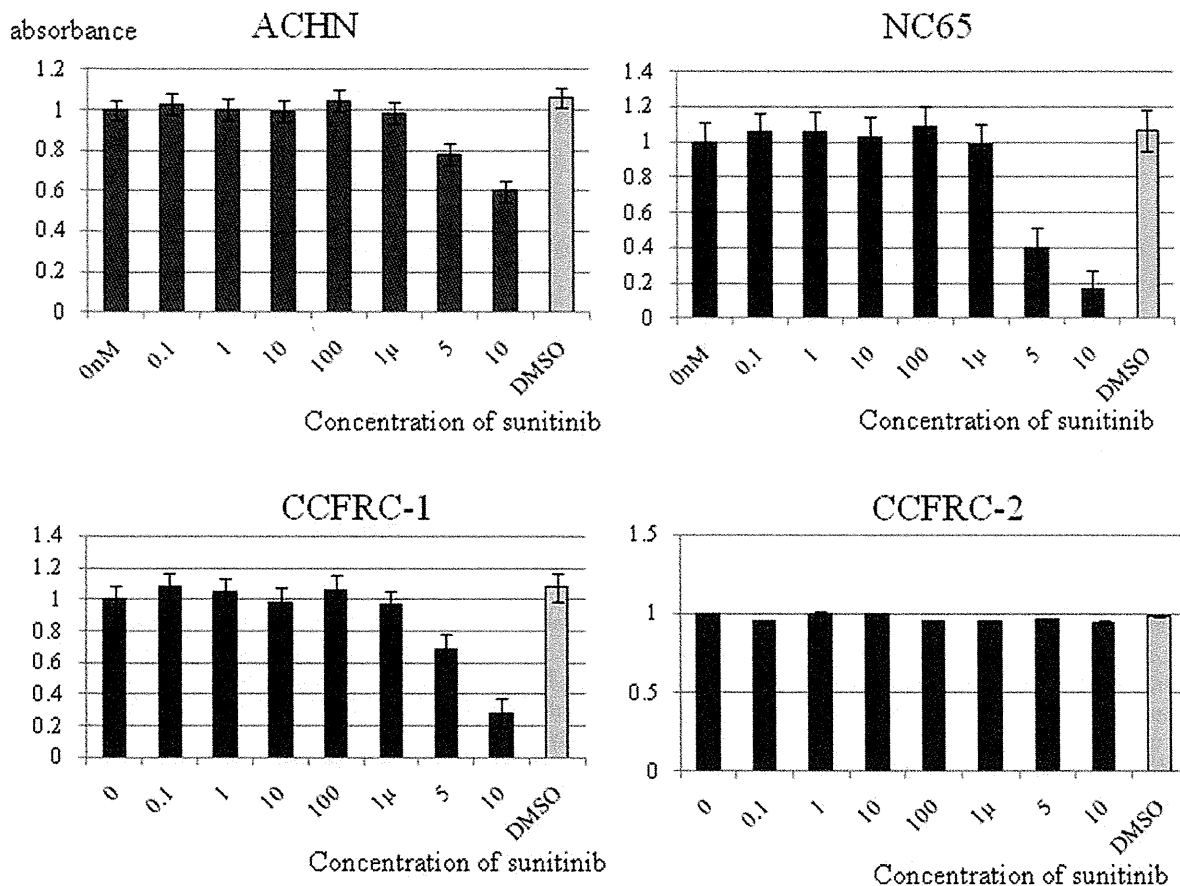 absorbance
ACHN
1.2
1
0.8
0.6
0.4
0.2
0
0nM 0.1 1 10 100 1µ 5 10 DMSO
Concentration of sunitinib
NC65
1.4
1.2
1
0.8
0.6
0.4
0.2
0
0nM 0.1 1 10 100 1µ 5 10 DMSO
Concentration of sunitinib
CCFRC-1
1.4
1.2
1
0.8
0.6
0.4
0.2
0
0 0.1 1 10 100 1µ 5 10 DMSO
Concentration of sunitinib
CCFRC-2
1.5
1
0.5
0
0 0.1 1 10 100 1µ 5 10 DMSO
Concentration of sunitinib